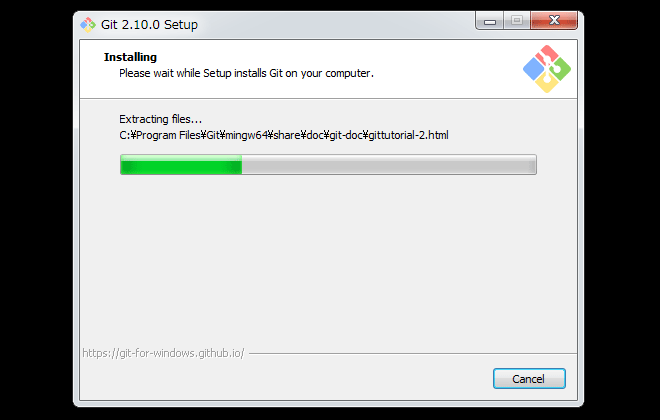 Git 2.10.0 Setup
Installing
Please wait while Setup installs Git on your computer.
Extracting files...
C:¥Program Files¥Git¥mingw64¥share¥doc¥git-doc¥gittutorial-2.html
https://git-for-windows.github.io/
Cancel